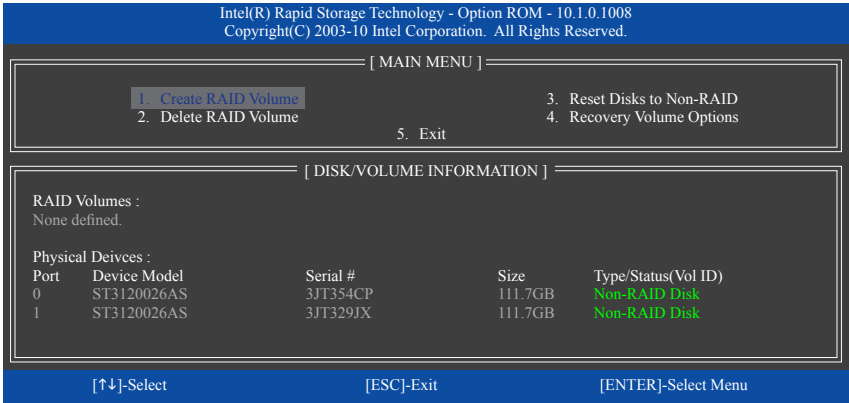 Intel(R) Rapid Storage Technology - Option ROM - 10.1.0.1008
Copyright(C) 2003-10 Intel Corporation. All Rights Reserved.
[ MAIN MENU ]
1. Create RAID Volume 3. Reset Disks to Non-RAID
2. Delete RAID Volume 4. Recovery Volume Options
5. Exit
[ DISK/VOLUME INFORMATION ]
RAID Volumes :
None defined.
Physical Deivces :
Port Device Model Serial # Size Type/Status(Vol ID)
0 ST3120026AS 3JT354CP 111.7GB Non-RAID Disk
1 ST3120026AS 3JT329JX 111.7GB Non-RAID Disk
[↑↓]-Select [ESC]-Exit [ENTER]-Select Menu